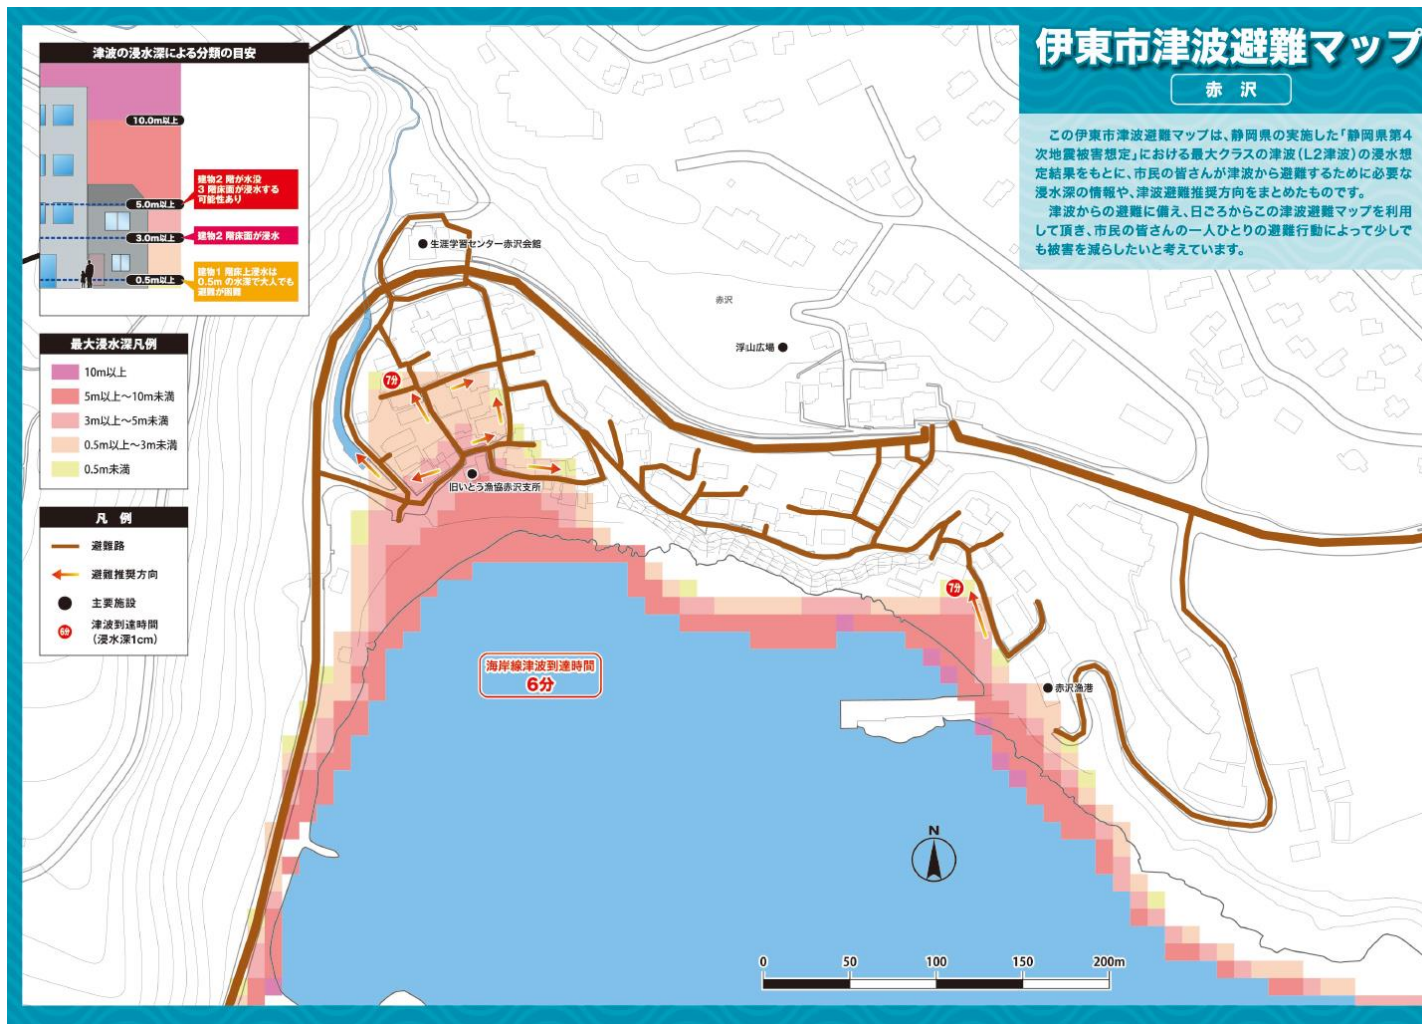 伊東市津波避難マップ
赤 沢
この伊東市津波避難マップは、静岡県の実施した「静岡県第4
次地震被害想定」における最大クラスの津波(L2津波)の浸水想
定結果をもとに、市民の皆さんが津波から避難するために必要な
浸水深の情報や、津波避難推奨方向をまとめたものです。
津波からの避難に備え、日ごろからこの津波避難マップを利用
して頂き、市民の皆さんの一人ひとりの避難行動によって少しで
も被害を減らしたいと考えています。
津波の浸水深による分類の目安
10.0m以上
建物2 階が水没
3 階床面が浸水する
可能性あり
5.0m以上
建物2 階床面が浸水
3.0m以上
建物1 階床上浸水は
0.5m の水深で大人でも
避難が困難
0.5m以上
最大浸水深凡例
10m以上
5m以上～10m未満
3m以上～5m未満
0.5m以上～3m未満
0.5m未満
凡 例
避難路
避難推奨方向
主要施設
6分
津波到達時間
(浸水深1cm)
生涯学習センター赤沢会館
赤沢
浮山広場
7分
旧いとう漁協赤沢支所
7分
海岸線津波到達時間
6分
赤沢漁港
N
0 50 100 150 200m